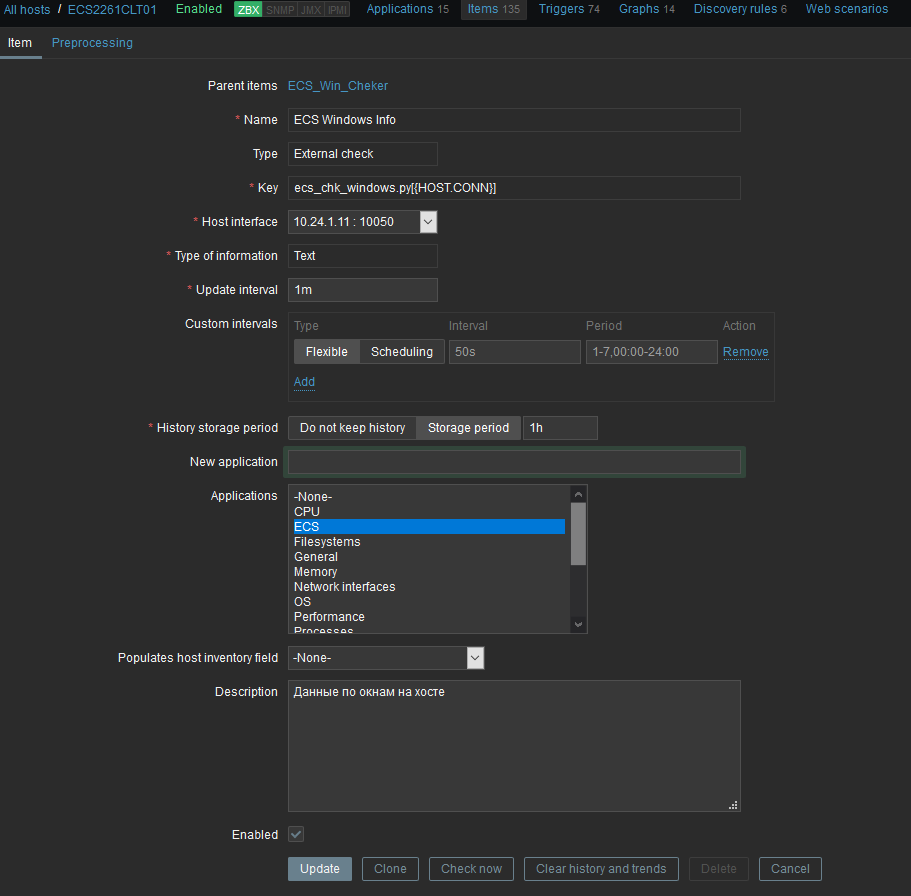 All hosts / ECS2261CLT01 Enabled ZBX SNMP JMX IPMI Applications 15 Items 135 Triggers 74 Graphs 14 Discovery rules 6 Web scenarios
Item Preprocessing
Parent items ECS_Win_Cheker
* Name ECS Windows Info
Type External check
* Key ecs_chk_windows.py[{HOST.CONN}]
* Host interface 10.24.1.11 : 10050
* Type of information Text
* Update interval 1m
Custom intervals Type Interval Period Action
Flexible Scheduling 50s 1-7,00:00-24:00 Remove
Add
* History storage period Do not keep history Storage period 1h
New application
Applications -None-
CPU
ECS
Filesystems
General
Memory
Network interfaces
OS
Performance
Processes
Populates host inventory field -None-
Description Данные по окнам на хосте
Enabled
Update Clone Check now Clear history and trends Delete Cancel